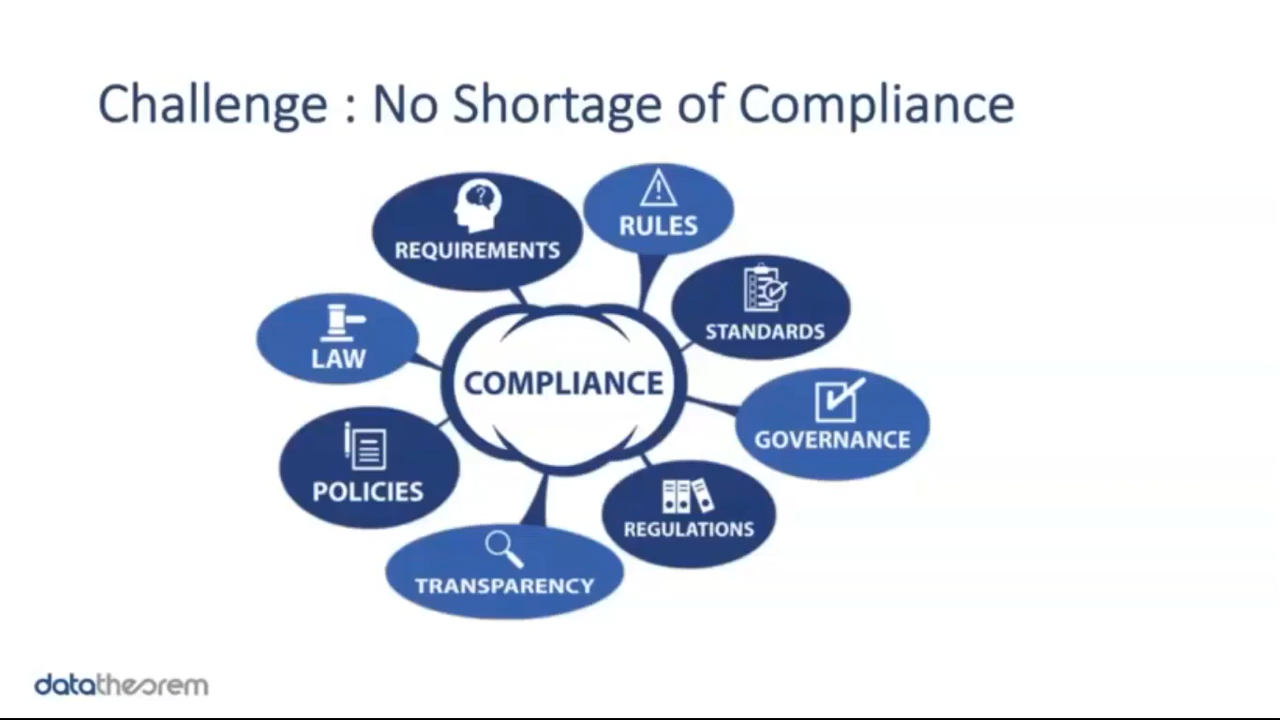 Challenge : No Shortage of Compliance
REQUIREMENTS
RULES
STANDARDS
LAW
COMPLIANCE
GOVERNANCE
POLICIES
REGULATIONS
TRANSPARENCY
datatheorem